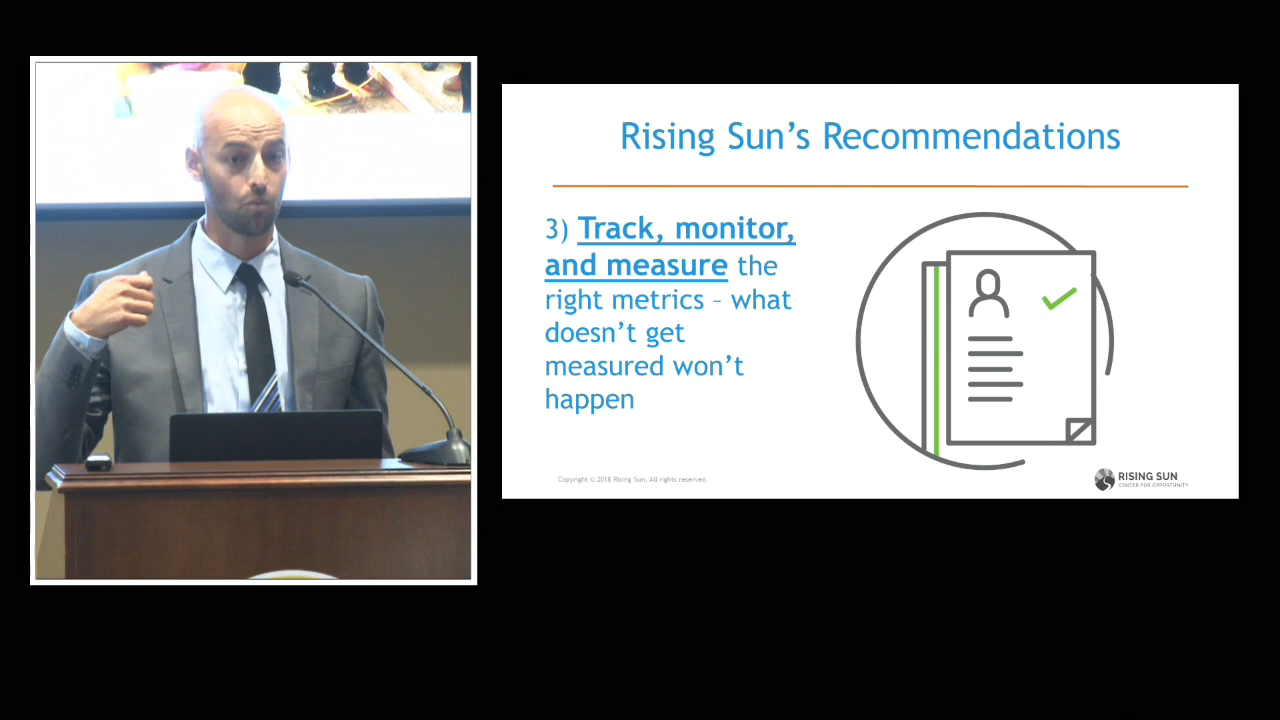 Rising Sun’s Recommendations
3) Track, monitor,
and measure the
right metrics – what
doesn’t get
measured won’t
happen
Copyright © 2018 Rising Sun. All rights reserved.
RISING SUN
CENTER FOR OPPORTUNITY